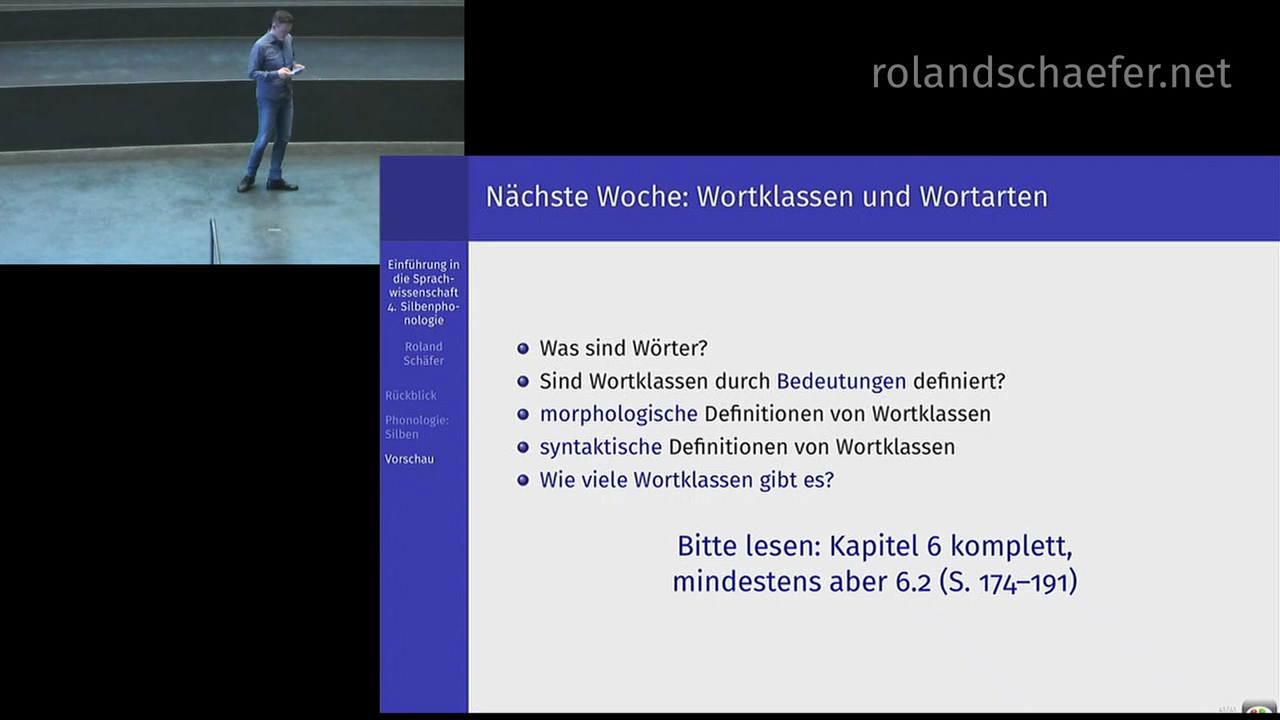 rolandschaefer.net
Nächste Woche: Wortklassen und Wortarten
Einführung in
die Sprach-
wissenschaft
4. Silbenpho-
nologie
Roland
Schäfer
Rückblick
Phonologie:
Silben
Vorschau
Was sind Wörter?
Sind Wortklassen durch Bedeutungen definiert?
morphologische Definitionen von Wortklassen
syntaktische Definitionen von Wortklassen
Wie viele Wortklassen gibt es?
Bitte lesen: Kapitel 6 komplett,
mindestens aber 6.2 (S. 174–191)